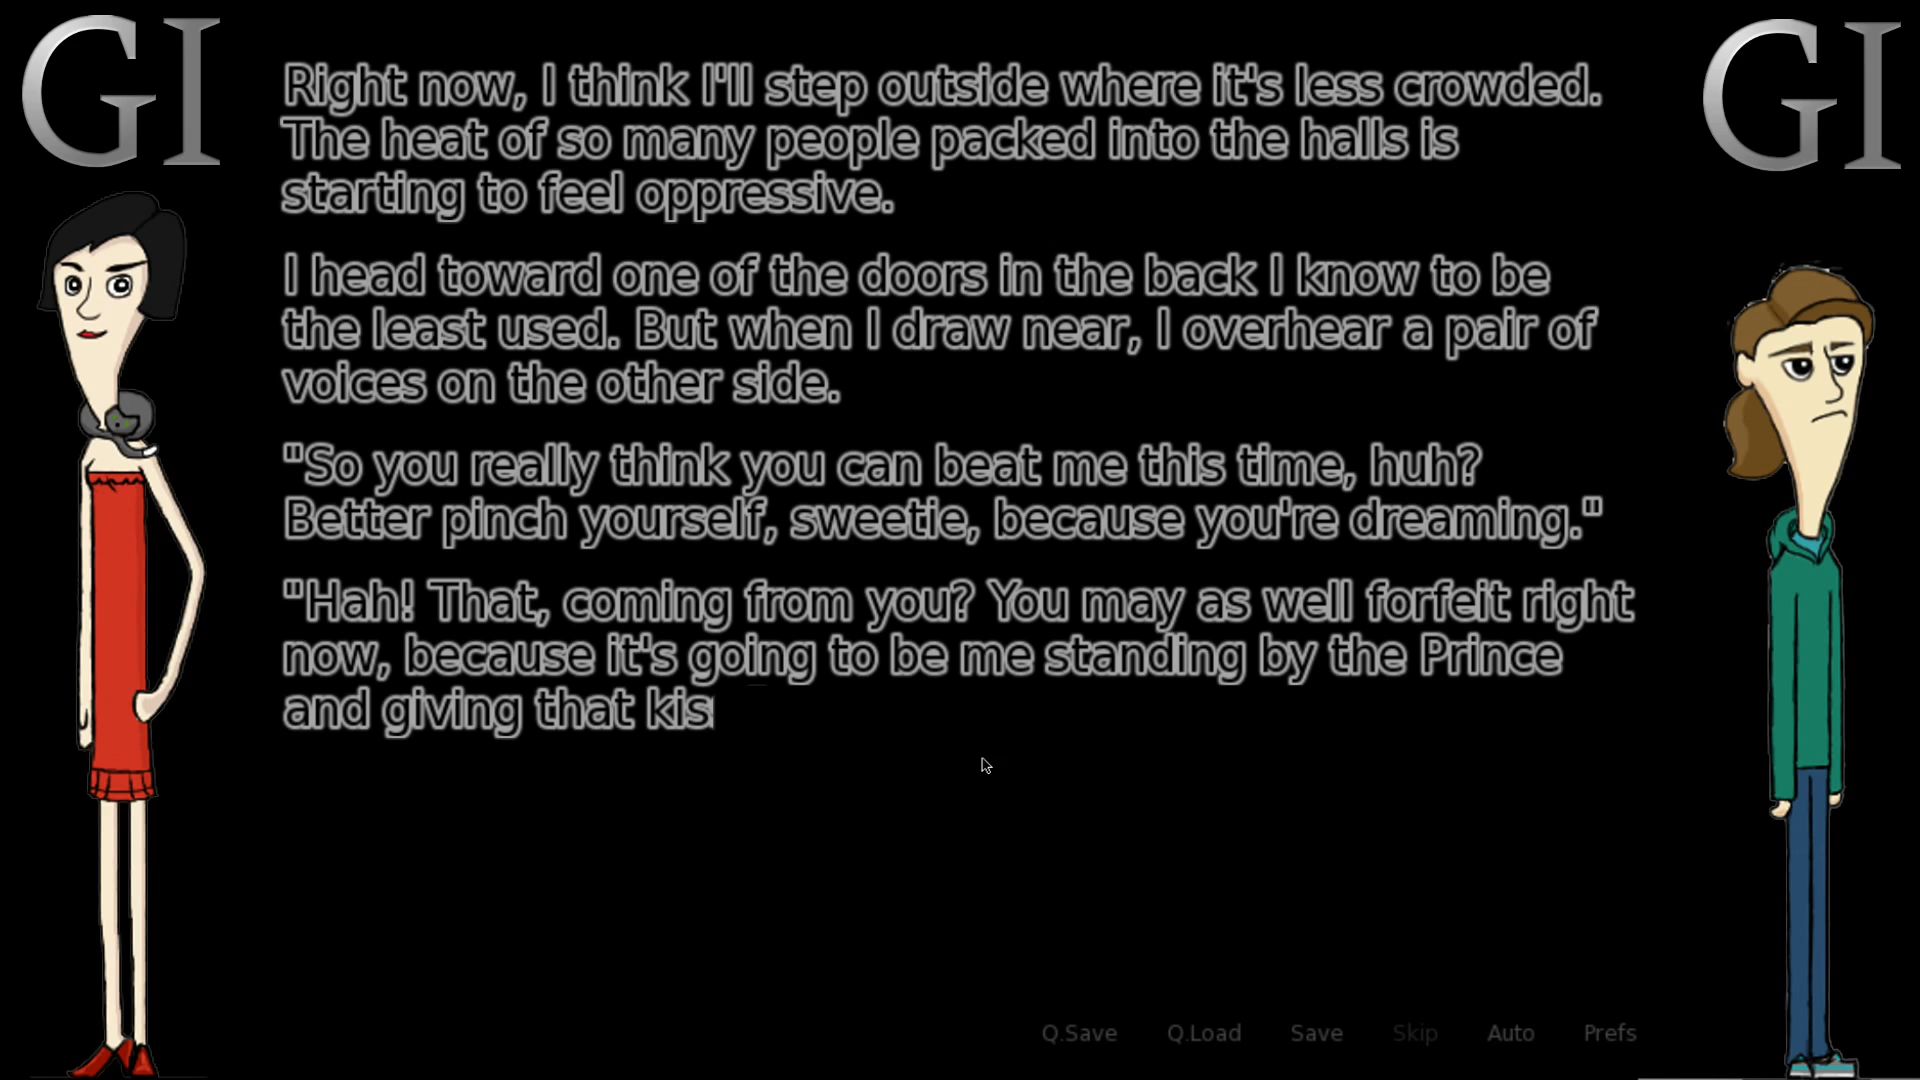 GI
GI
Right now, I think I'll step outside where it's less crowded.
The heat of so many people packed into the halls is
starting to feel oppressive.
I head toward one of the doors in the back I know to be
the least used. But when I draw near, I overhear a pair of
voices on the other side.
"So you really think you can beat me this time, huh?
Better pinch yourself, sweetie, because you're dreaming."
"Hah! That, coming from you? You may as well forfeit right
now, because it's going to be me standing by the Prince
and giving that kis
Q.Save Q.Load Save Skip Auto Prefs